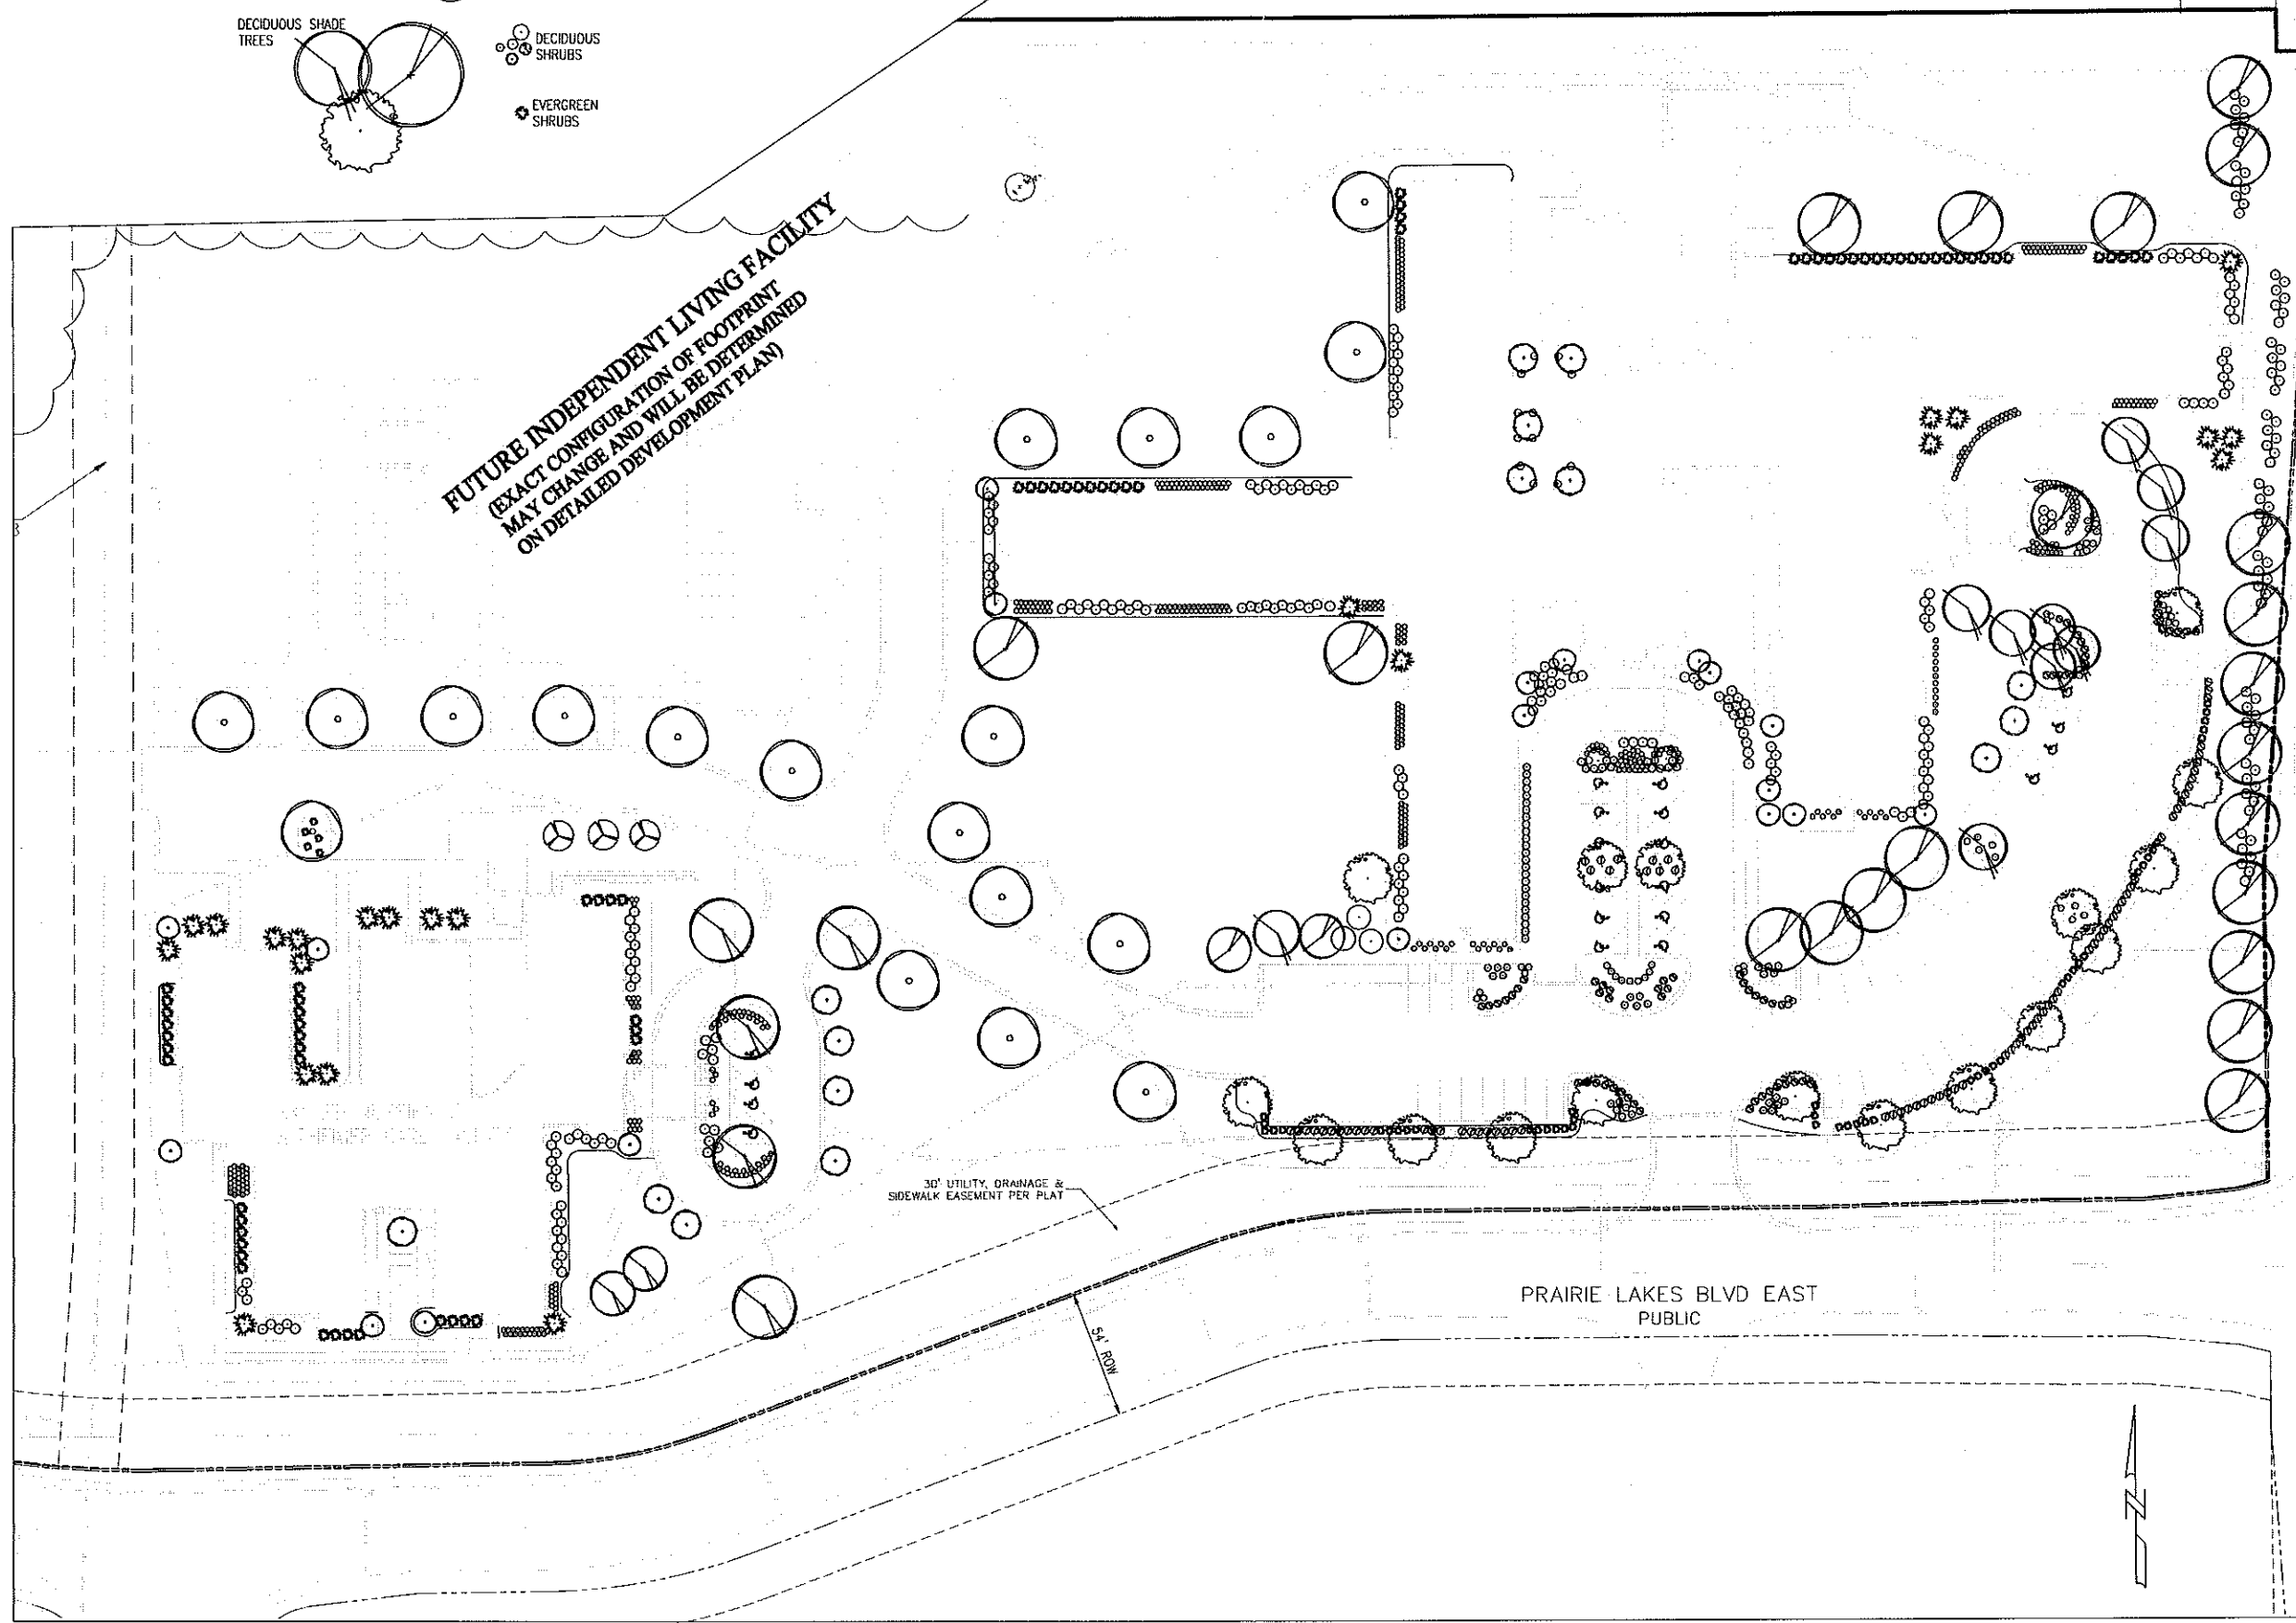 DECIDUOUS SHADE
TREES
DECIDUOUS
SHRUBS
EVERGREEN
SHRUBS
FUTURE INDEPENDENT LIVING FACILITY
(EXACT CONFIGURATION OF FOOTPRINT
MAY CHANGE AND WILL BE DETERMINED
ON DETAILED DEVELOPMENT PLAN)
30' UTILITY, DRAINAGE &
SIDEWALK EASEMENT PER PLAT
54' ROW
PRAIRIE LAKES BLVD EAST
PUBLIC
N